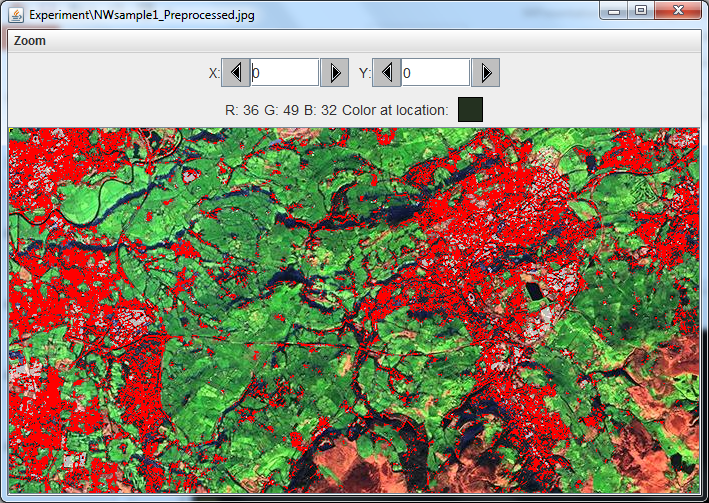 Experiment\NWsample1_Preprocessed.jpg
Zoom
X: 0 Y: 0
R: 36 G: 49 B: 32 Color at location: